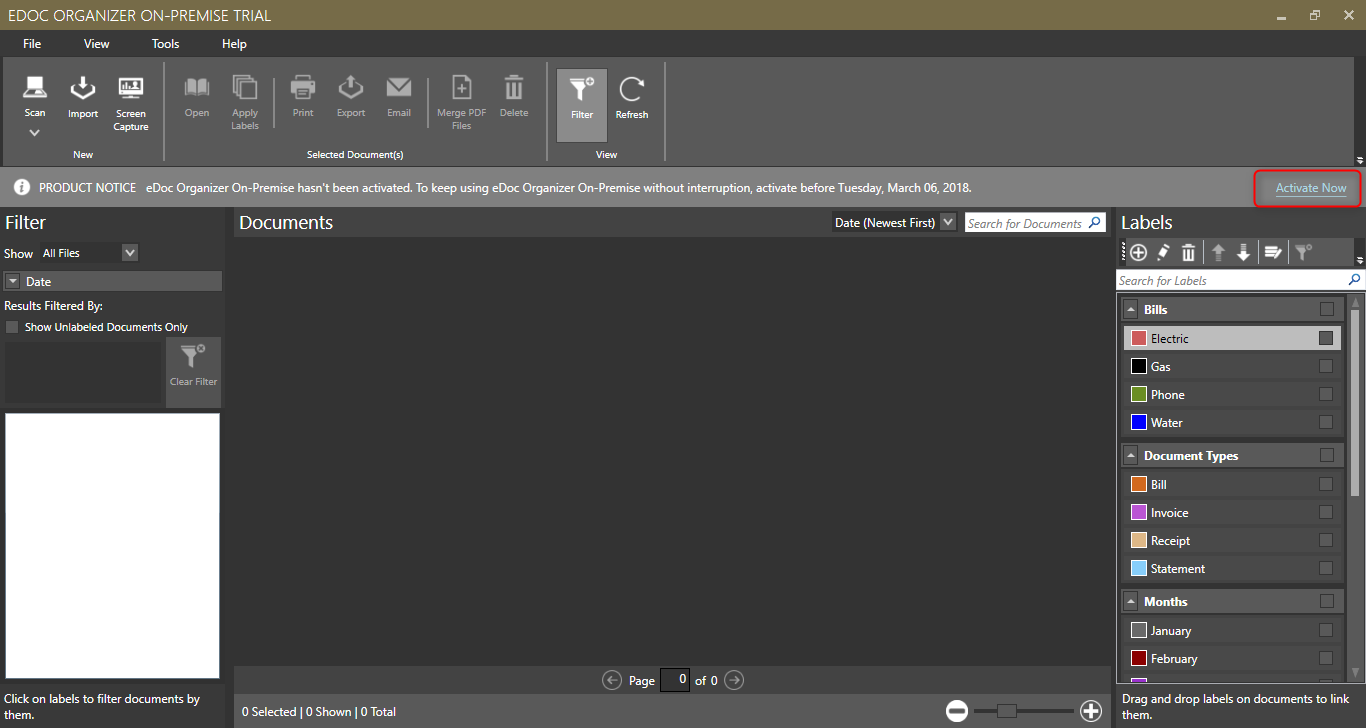 EDOC ORGANIZER ON-PREMISE TRIAL
File View Tools Help
Scan Import Screen Capture
New
Open Apply Labels Print Export Email Merge PDF Files Delete
Selected Document(s)
Filter Refresh
View
PRODUCT NOTICE eDoc Organizer On-Premise hasn't been activated. To keep using eDoc Organizer On-Premise without interruption, activate before Tuesday, March 06, 2018.
Activate Now
Filter
Show All Files
Date
Results Filtered By:
Show Unlabeled Documents Only
Clear Filter
Click on labels to filter documents by
them.
Documents
Date (Newest First)
Search for Documents
Page 0 of 0
0 Selected | 0 Shown | 0 Total
Labels
Search for Labels
Bills
Electric
Gas
Phone
Water
Document Types
Bill
Invoice
Receipt
Statement
Months
January
February
Drag and drop labels on documents to link
them.